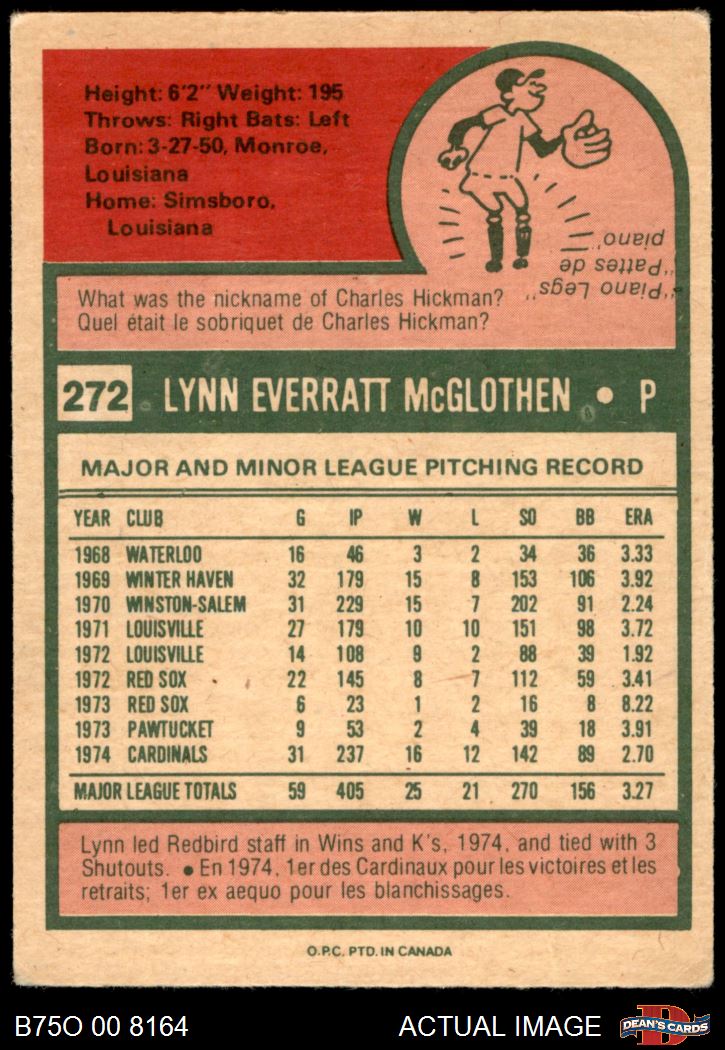 Height: 6'2" Weight: 195
Throws: Right Bats: Left
Born: 3-27-50, Monroe,
Louisiana
Home: Simsboro,
Louisiana
What was the nickname of Charles Hickman?
Quel était le sobriquet de Charles Hickman?
"Piano Legs"
"Pattes de
piano"
272 LYNN EVERRATT McGLOTHEN • P
MAJOR AND MINOR LEAGUE PITCHING RECORD
YEAR CLUB G IP W L SO BB ERA
1968 WATERLOO 16 46 3 2 34 36 3.33
1969 WINTER HAVEN 32 179 15 8 153 106 3.92
1970 WINSTON-SALEM 31 229 15 7 202 91 2.24
1971 LOUISVILLE 27 179 10 10 151 98 3.72
1972 LOUISVILLE 14 108 9 2 88 39 1.92
1972 RED SOX 22 145 8 7 112 59 3.41
1973 RED SOX 6 23 1 2 16 8 8.22
1973 PAWTUCKET 9 53 2 4 39 18 3.91
1974 CARDINALS 31 237 16 12 142 89 2.70
MAJOR LEAGUE TOTALS 59 405 25 21 270 156 3.27
Lynn led Redbird staff in Wins and K's, 1974, and tied with 3
Shutouts. • En 1974, 1er des Cardinaux pour les victoires et les
retraits; 1er ex aequo pour les blanchissages.
O.P.C. PTD. IN CANADA
B75O 00 8164 ACTUAL IMAGE D DEAN'S CARDS